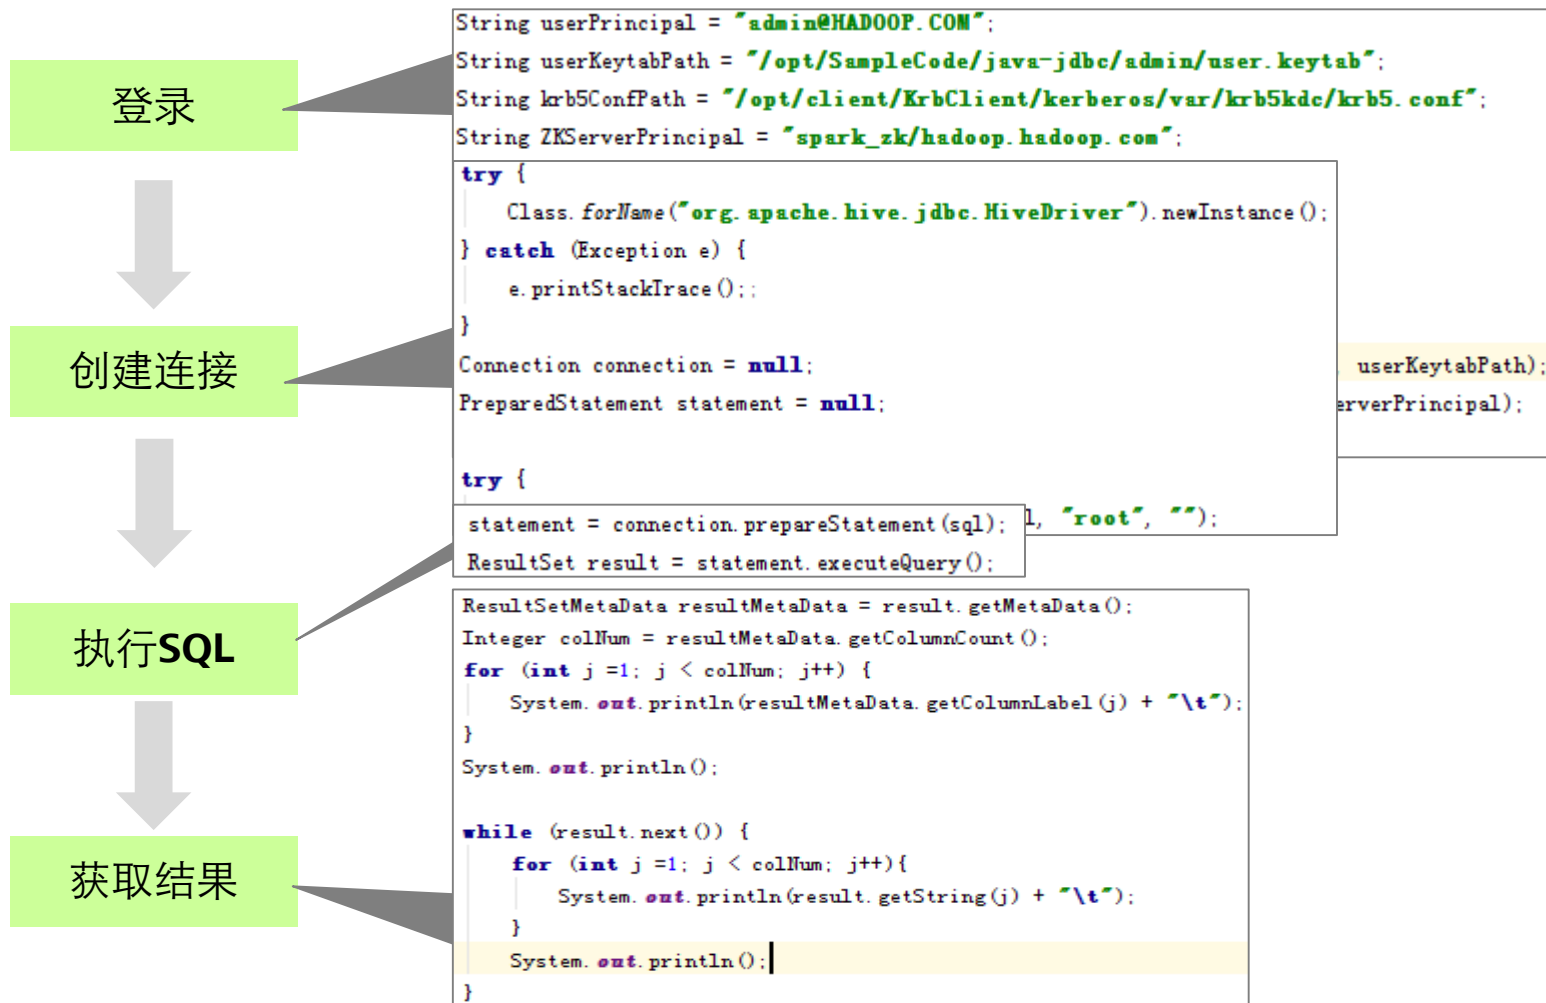 登录
String userPrincipal = "admin@HADOOP.COM";
String userKeytabPath = "/opt/SampleCode/java-jdbc/admin/user.keytab";
String krb5ConfPath = "/opt/client/KrbClient/kerberos/var/krb5kdc/krb5.conf";
String ZKServerPrincipal = "spark_zk/hadoop.hadoop.com";
创建连接
try {
Class.forName("org.apache.hive.jdbc.HiveDriver").newInstance();
} catch (Exception e) {
e.printStackTrace();;
}
Connection connection = null;
PreparedStatement statement = null;
try {
, "root", "");
userKeytabPath);
erverPrincipal);
执行SQL
statement = connection.prepareStatement(sql);
ResultSet result = statement.executeQuery();
获取结果
ResultSetMetaData resultMetaData = result.getMetaData();
Integer colNum = resultMetaData.getColumnCount();
for (int j =1; j < colNum; j++) {
System.out.println(resultMetaData.getColumnLabel(j) + "\t");
}
System.out.println();
while (result.next()) {
for (int j =1; j < colNum; j++){
System.out.println(result.getString(j) + "\t");
}
System.out.println();
}